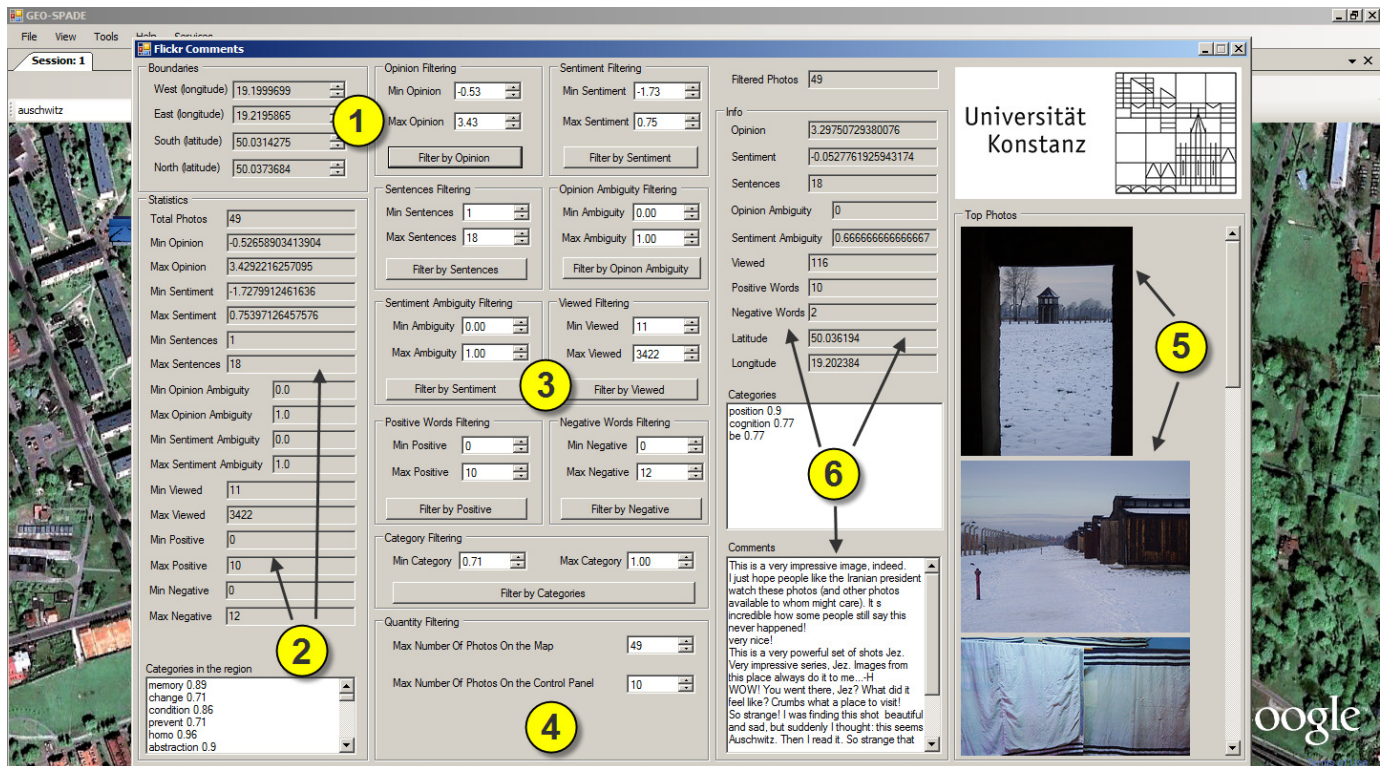 GEO-SPADE
File View Tools Help Services
Session: 1
auschwitz
Flickr Comments
Boundaries
West (longitude) 19.1999699
East (longitude) 19.2195865
South (latitude) 50.0314275
North (latitude) 50.0373684
1
Statistics
Total Photos 49
Min Opinion -0.52658903413904
Max Opinion 3.4292216257095
Min Sentiment -1.7279912461636
Max Sentiment 0.75397126457576
Min Sentences 1
Max Sentences 18
Min Opinion Ambiguity 0.0
Max Opinion Ambiguity 1.0
Min Sentiment Ambiguity 0.0
Max Sentiment Ambiguity 1.0
Min Viewed 11
Max Viewed 3422
Min Positive 0
Max Positive 10
Min Negative 0
Max Negative 12
2
Categories in the region
memory 0.89
change 0.71
condition 0.86
prevent 0.71
homo 0.96
abstraction 0.9
Opinion Filtering
Min Opinion -0.53
Max Opinion 3.43
Filter by Opinion
Sentiment Filtering
Min Sentiment -1.73
Max Sentiment 0.75
Filter by Sentiment
Sentences Filtering
Min Sentences 1
Max Sentences 18
Filter by Sentences
Opinion Ambiguity Filtering
Min Ambiguity 0.00
Max Ambiguity 1.00
Filter by Opinon Ambiguity
Sentiment Ambiguity Filtering
Min Ambiguity 0.00
Max Ambiguity 1.00
Filter by Sentiment
3
Viewed Filtering
Min Viewed 11
Max Viewed 3422
Filter by Viewed
Positive Words Filtering
Min Positive 0
Max Positive 10
Filter by Positive
Negative Words Filtering
Min Negative 0
Max Negative 12
Filter by Negative
Category Filtering
Min Category 0.71 Max Category 1.00
Filter by Categories
Quantity Filtering
Max Number Of Photos On the Map 49
Max Number Of Photos On the Control Panel 10
4
Filtered Photos 49
Info
Opinion 3.29750729380076
Sentiment -0.0527761925943174
Sentences 18
Opinion Ambiguity 0
Sentiment Ambiguity 0.666666666666667
Viewed 116
Positive Words 10
Negative Words 2
Latitude 50.036194
Longitude 19.202384
Categories
position 0.9
cognition 0.77
be 0.77
6
Comments
This is a very impressive image, indeed.
I just hope people like the Iranian president
watch these photos (and other photos
available to whom might care). It s
incredible how some people still say this
never happened!
very nice!
This is a very powerful set of shots Jez.
Very impressive series, Jez. Images from
this place always do it to me...-H
WOW! You went there, Jez? What did it
feel like? Crumbs what a place to visit!
So strange! I was finding this shot beautiful
and sad, but suddenly I thought: this seems
Auschwitz. Then I read it. So strange that
Universität
Konstanz
Top Photos
5
oogle